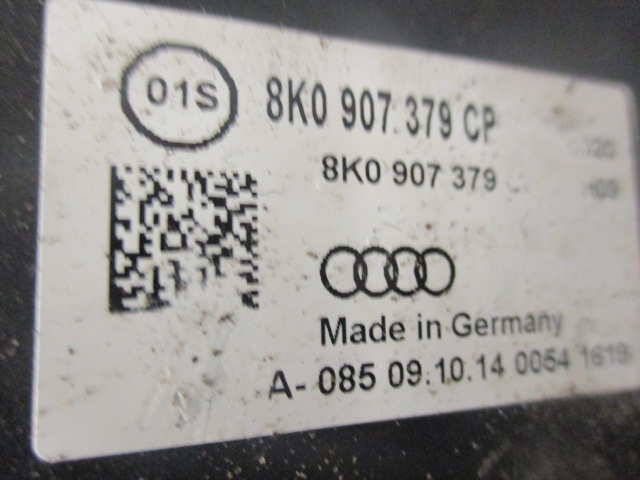 01S
8K0 907 379 CP
8K0 907 379
Made in Germany
A- 085 09.10.14 0054 1619